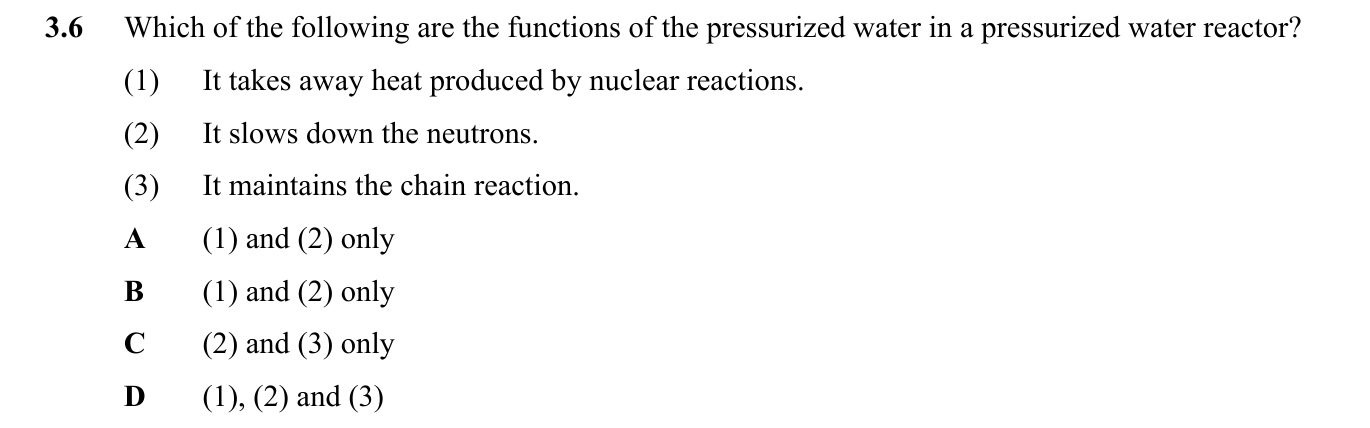 3.6 Which of the following are the functions of the pressurized water in a pressurized water reactor?
(1) It takes away heat produced by nuclear reactions.
(2) It slows down the neutrons.
(3) It maintains the chain reaction.
A (1) and (2) only
B (1) and (2) only
C (2) and (3) only
D (1), (2) and (3)